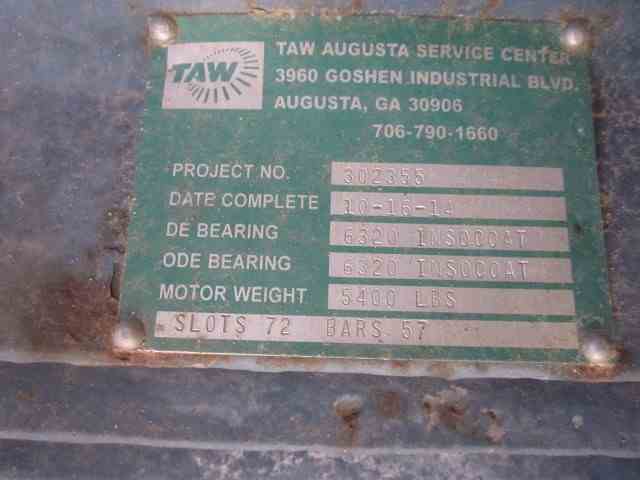 TAW
TAW AUGUSTA SERVICE CENTER
3960 GOSHEN INDUSTRIAL BLVD.
AUGUSTA, GA 30906
706-790-1660
PROJECT NO. 302355
DATE COMPLETE 10-16-14
DE BEARING 6320 INSOCOAT
ODE BEARING 6320 INSOCOAT
MOTOR WEIGHT 5400 LBS
SLOTS 72 BARS 57